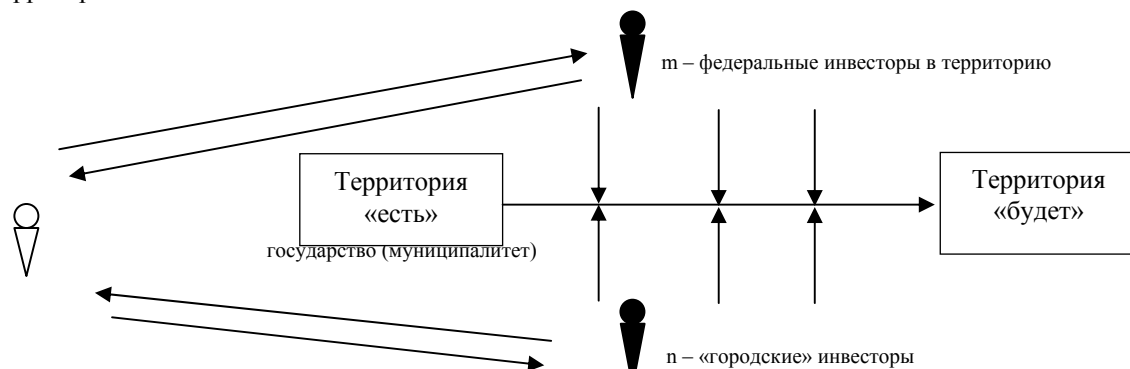 m – федеральные инвесторы в территорию
Территория
«есть»
Территория
«будет»
государство (муниципалитет)
n – «городские» инвесторы